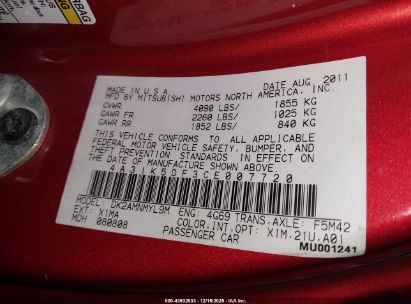 AIRBAG
MADE IN U.S.A
DATE AUG 2011
MFD BY MITSUBISHI MOTORS NORTH AMERICA, INC.
GVWR 4090 LBS/ 1855 KG
GAWR FR 2260 LBS/ 1025 KG
GAWR RR 1852 LBS/ 840 KG
THIS VEHICLE CONFORMS TO ALL APPLICABLE
FEDERAL MOTOR VEHICLE SAFETY, BUMPER, AND
THEFT PREVENTION STANDARDS IN EFFECT ON
THE DATE OF MANUFACTURE SHOWN ABOVE.
4A31K5DF3CE007720
MODEL: DK2AMNMYL9M ENG: 4G69 TRANS,AXLE: F5M42
EXT: X1MA COLOR,INT,OPT: X1M,21U,A01
MDH 080808 PASSENGER CAR
MU001241